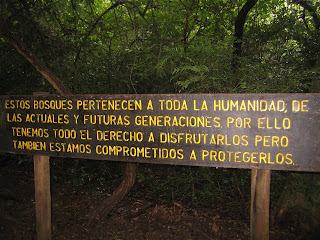 ESTOS BOSQUES PERTENECEN A TODA LA HUMANIDAD, DE
LAS ACTUALES Y FUTURAS GENERACIONES, POR ELLO
TENEMOS TODO EL DERECHO A DISFRUTARLOS PERO
TAMBIEN ESTAMOS COMPROMETIDOS A PROTEGERLOS.